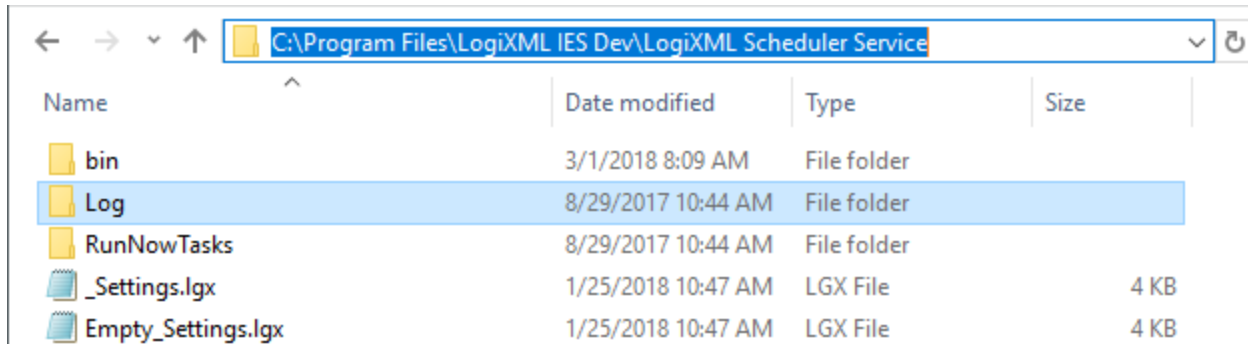 C:\Program Files\LogiXML IES Dev\LogiXML Scheduler Service
Name Date modified Type Size
bin 3/1/2018 8:09 AM File folder
Log 8/29/2017 10:44 AM File folder
RunNowTasks 8/29/2017 10:44 AM File folder
_Settings.lgx 1/25/2018 10:47 AM LGX File 4 KB
Empty_Settings.lgx 1/25/2018 10:47 AM LGX File 4 KB